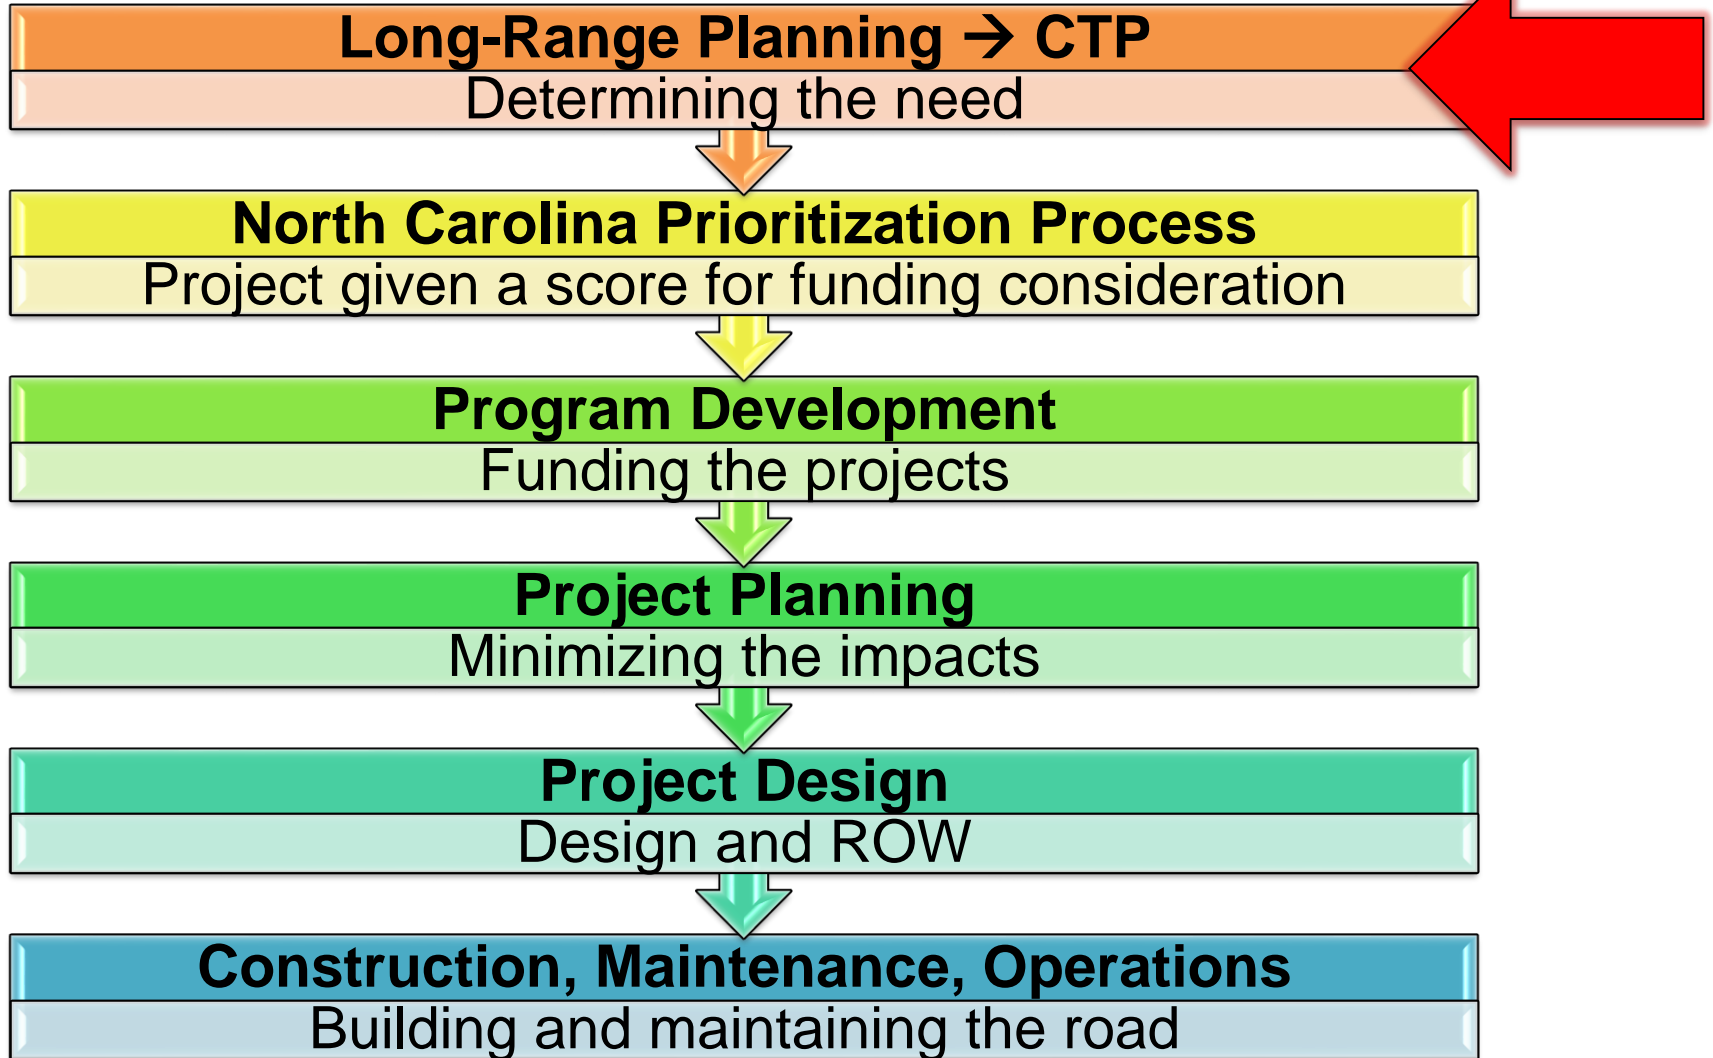 Long-Range Planning → CTP
Determining the need
North Carolina Prioritization Process
Project given a score for funding consideration
Program Development
Funding the projects
Project Planning
Minimizing the impacts
Project Design
Design and ROW
Construction, Maintenance, Operations
Building and maintaining the road